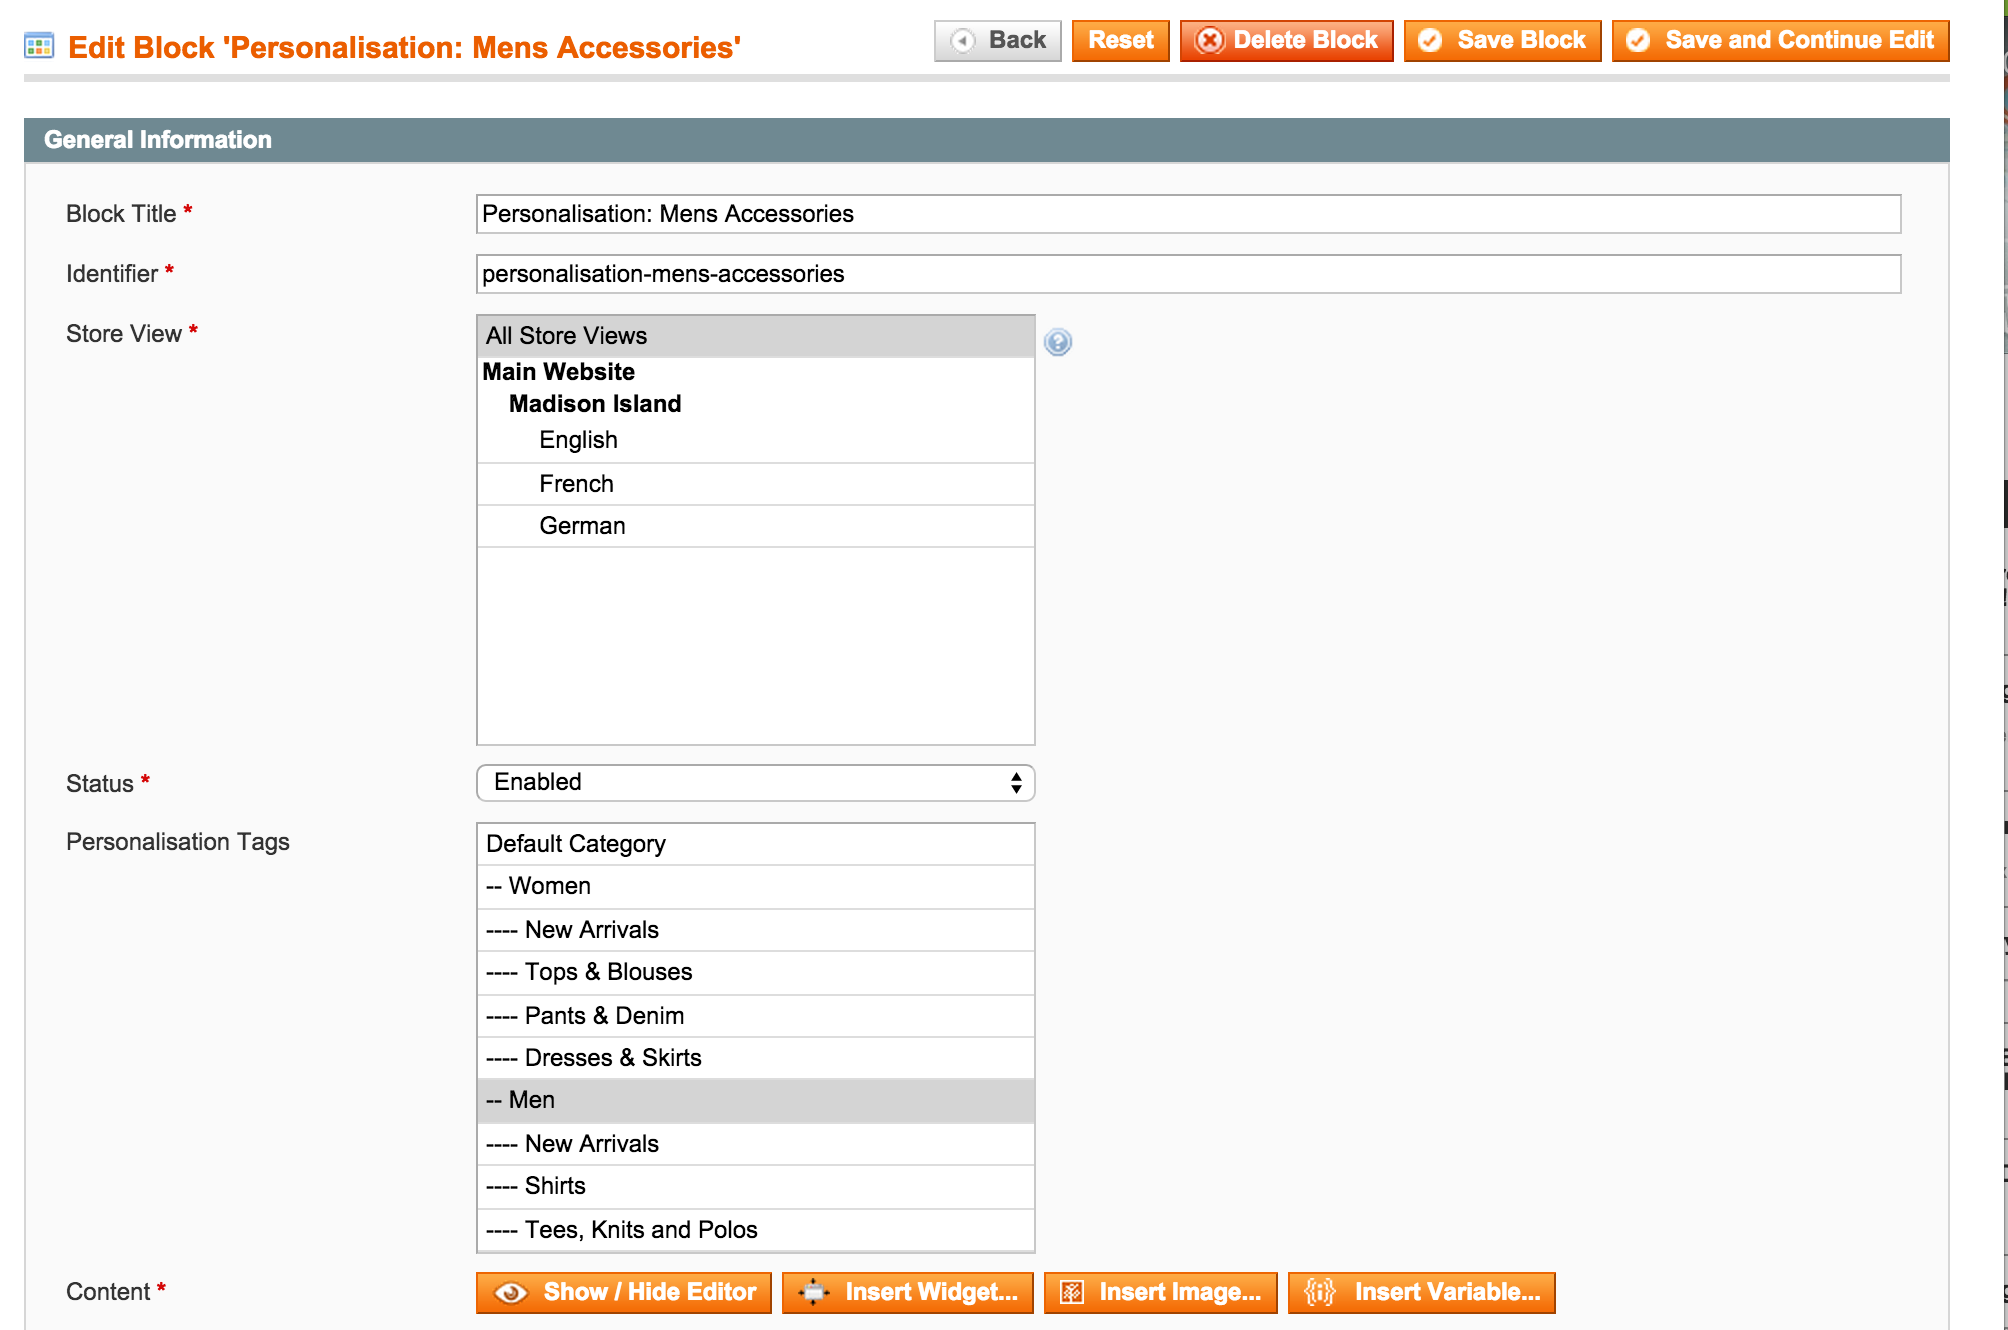 Edit Block 'Personalisation: Mens Accessories'
Back Reset Delete Block Save Block Save and Continue Edit
General Information
Block Title *
Personalisation: Mens Accessories
Identifier *
personalisation-mens-accessories
Store View *
All Store Views
Main Website
Madison Island
English
French
German
Status *
Enabled
Personalisation Tags
Default Category
-- Women
---- New Arrivals
---- Tops & Blouses
---- Pants & Denim
---- Dresses & Skirts
-- Men
---- New Arrivals
---- Shirts
---- Tees, Knits and Polos
Content *
Show / Hide Editor Insert Widget... Insert Image... Insert Variable...